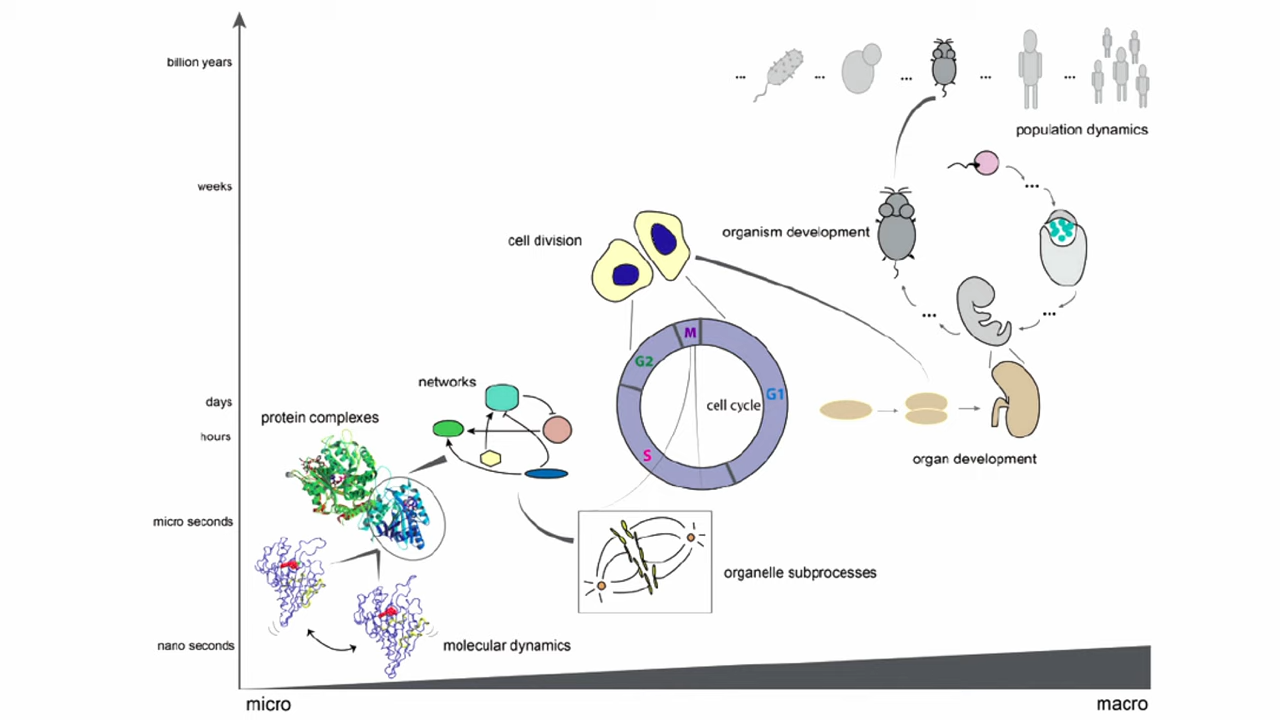 billion years
...
...
...
...
...
population dynamics
weeks
...
cell division
organism development
...
...
M
G2
networks
G1
days
cell cycle
protein complexes
hours
S
organ development
micro seconds
organelle subprocesses
nano seconds
molecular dynamics
micro
macro